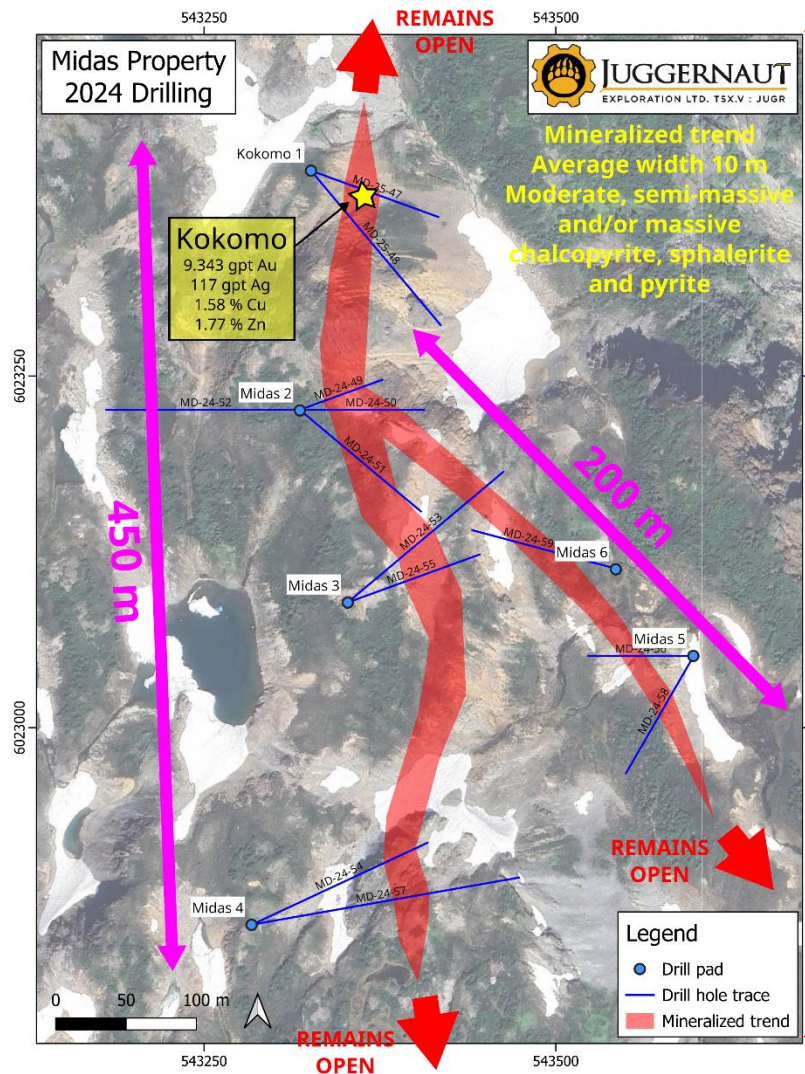 543250
543500
REMAINS
OPEN
Midas Property
2024 Drilling
JUGGERNAUT
EXPLORATION LTD. TSX.V : JUGR
Mineralized trend
Average width 10 m
Moderate, semi-massive
and/or massive
chalcopyrite, sphalerite
and pyrite
Kokomo 1
MD-25-47
MD-25-48
Kokomo
9.343 gpt Au
117 gpt Ag
1.58 % Cu
1.77 % Zn
6023250
Midas 2
MD-24-49
MD-24-52
MD-24-50
MD-24-51
200 m
450 m
MD-24-53
MD-24-59
Midas 6
MD-24-55
Midas 3
Midas 5
MD-24-56
MD-24-58
6023000
REMAINS
OPEN
MD-24-54
MD-24-57
Midas 4
Legend
Drill pad
Drill hole trace
Mineralized trend
0 50 100 m
REMAINS
OPEN
543250
543500